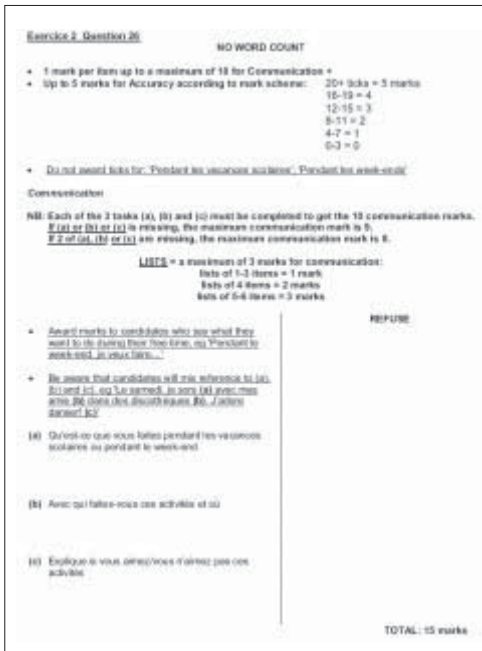 Exercice 2 Question 26
NO WORD COUNT
• 1 mark per item up to a maximum of 10 for Communication +
• Up to 5 marks for Accuracy according to mark scheme: 20+ ticks = 5 marks
16-19 = 4
12-15 = 3
8-11 = 2
4-7 = 1
0-3 = 0
• Do not award ticks for: 'Pendant les vacances scolaires', 'Pendant les week-ends'
Communication
NB: Each of the 3 tasks (a), (b) and (c) must be completed to get the 10 communication marks.
If (a) or (b) or (c) is missing, the maximum communication mark is 9.
If 2 of (a), (b) or (c) are missing, the maximum communication mark is 8.
LISTS = a maximum of 3 marks for communication:
lists of 1-3 items = 1 mark
lists of 4 items = 2 marks
lists of 5-6 items = 3 marks
REFUSE
• Award marks to candidates who say what they
want to do during their free time, eg 'Pendant le
week-end, je veux faire…'
• Be aware that candidates will mix reference to (a),
(b) and (c), eg 'Le samedi, je sors (a) avec mes
amis (b) dans des discothèques (b). J'adore
danser! (c)'
(a) Qu'est-ce que vous faites pendant les vacances
scolaires ou pendant le week-end
(b) Avec qui faites-vous ces activités et où
(c) Explique si vous aimez/vous n'aimez pas ces
activités
TOTAL: 15 marks